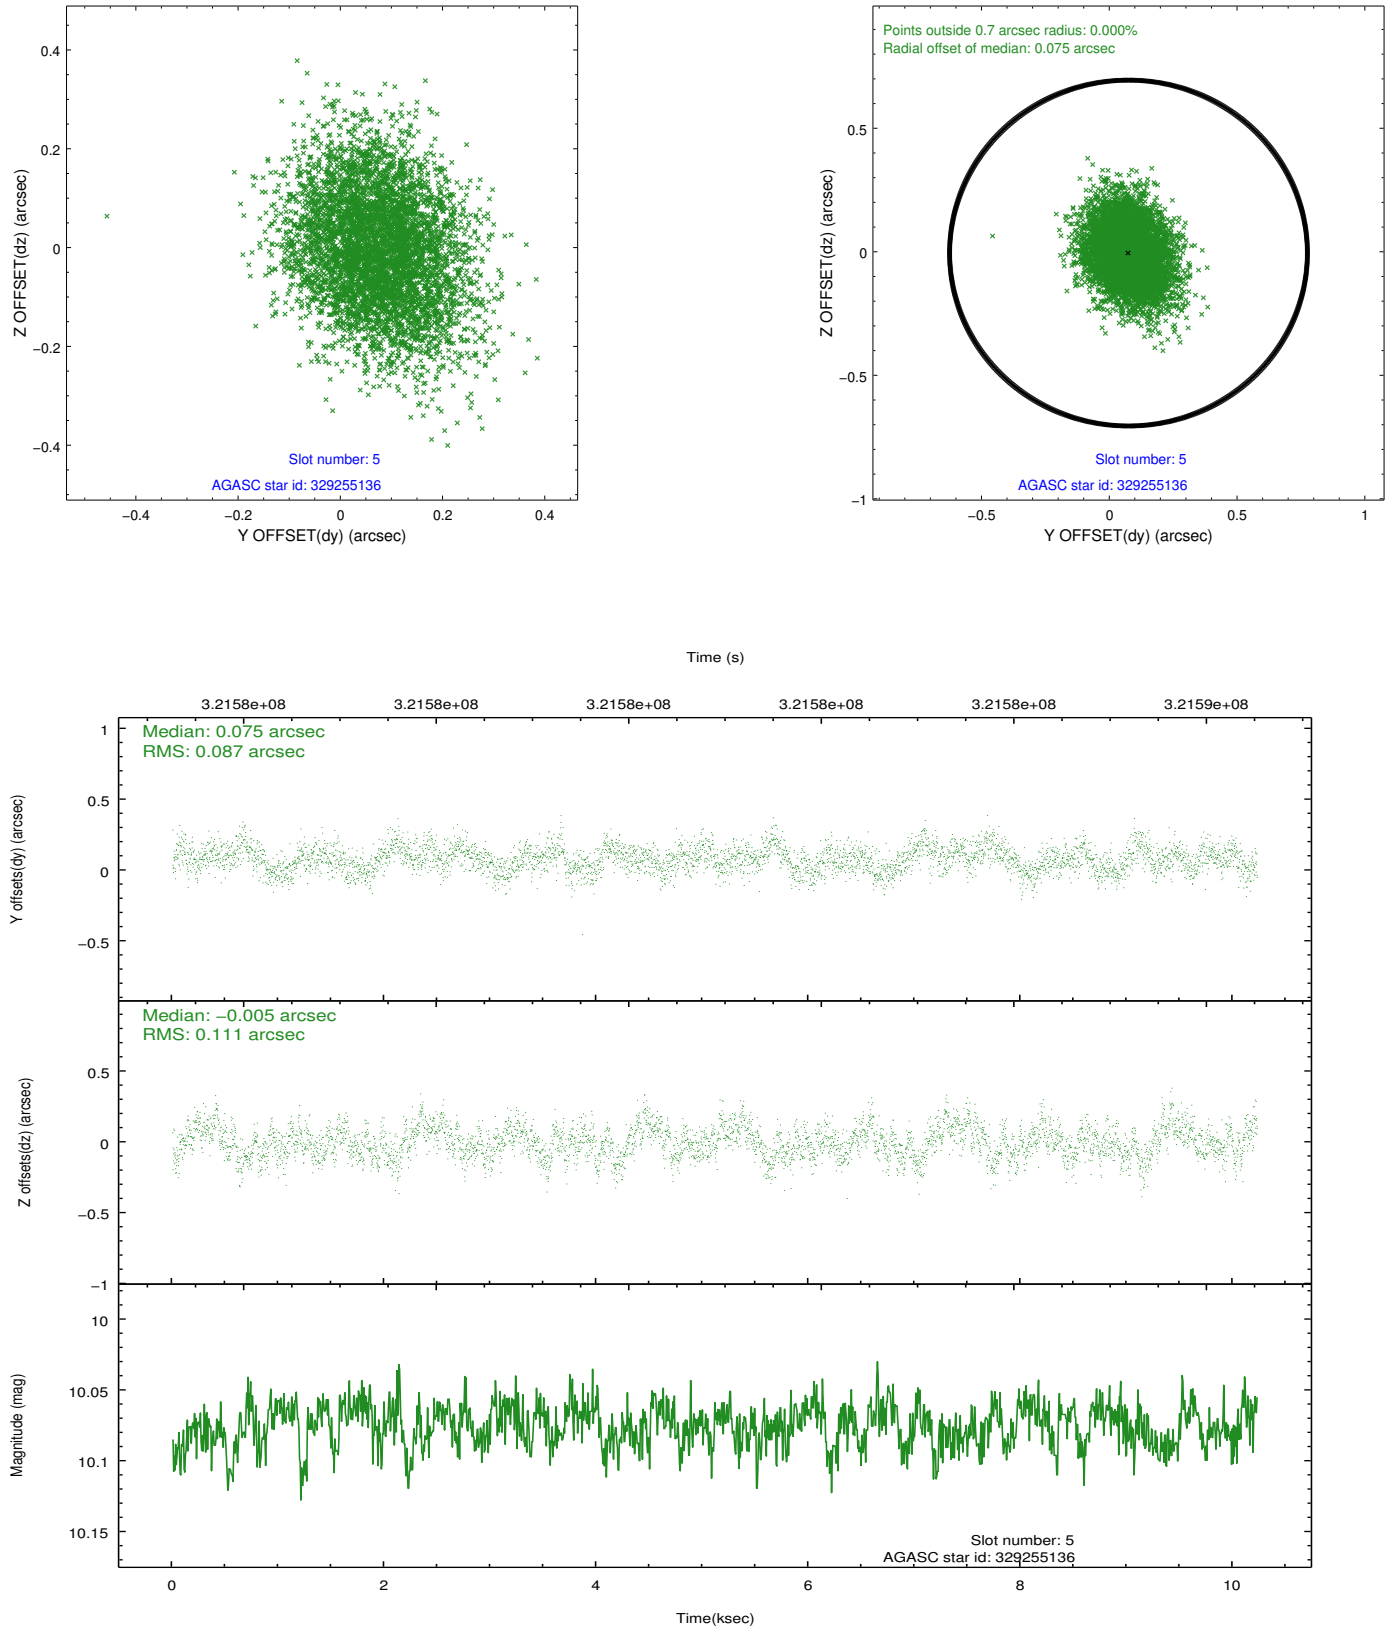 0.4
0.2
0
−0.2
−0.4
Z OFFSET(dz) (arcsec)
−0.4
−0.2
0
0.2
0.4
Y OFFSET(dy) (arcsec)
Slot number: 5
AGASC star id: 329255136
Points outside 0.7 arcsec radius: 0.000%
Radial offset of median: 0.075 arcsec
0.5
0
−0.5
−1
Z OFFSET(dz) (arcsec)
−0.5
0
0.5
1
Y OFFSET(dy) (arcsec)
Slot number: 5
AGASC star id: 329255136
Time (s)
3.2158e+08
3.2158e+08
3.2158e+08
3.2158e+08
3.2158e+08
3.2159e+08
Median: 0.075 arcsec
RMS: 0.087 arcsec
1
0.5
0
−0.5
Y offsets(dy) (arcsec)
Median: −0.005 arcsec
RMS: 0.111 arcsec
0.5
0
−0.5
−1
Z offsets(dz) (arcsec)
10
10.05
10.1
10.15
Magnitude (mag)
Slot number: 5
AGASC star id: 329255136
0
2
4
6
8
10
Time(ksec)